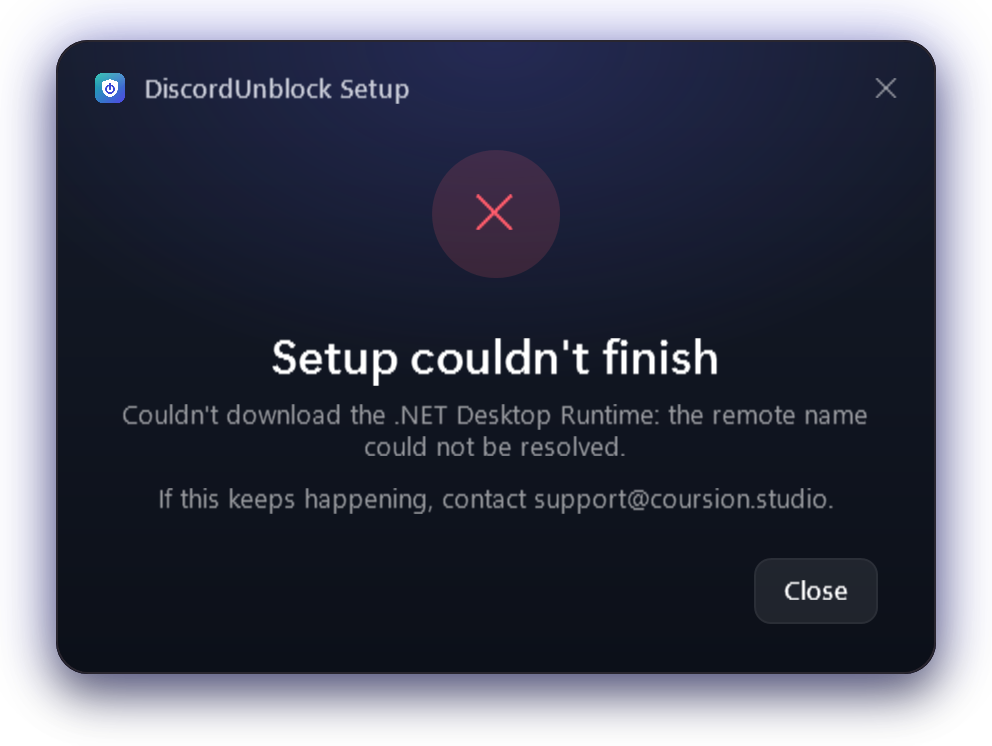 DiscordUnblock Setup
Setup couldn't finish
Couldn't download the .NET Desktop Runtime: the remote name
could not be resolved.
If this keeps happening, contact support@coursion.studio.
Close